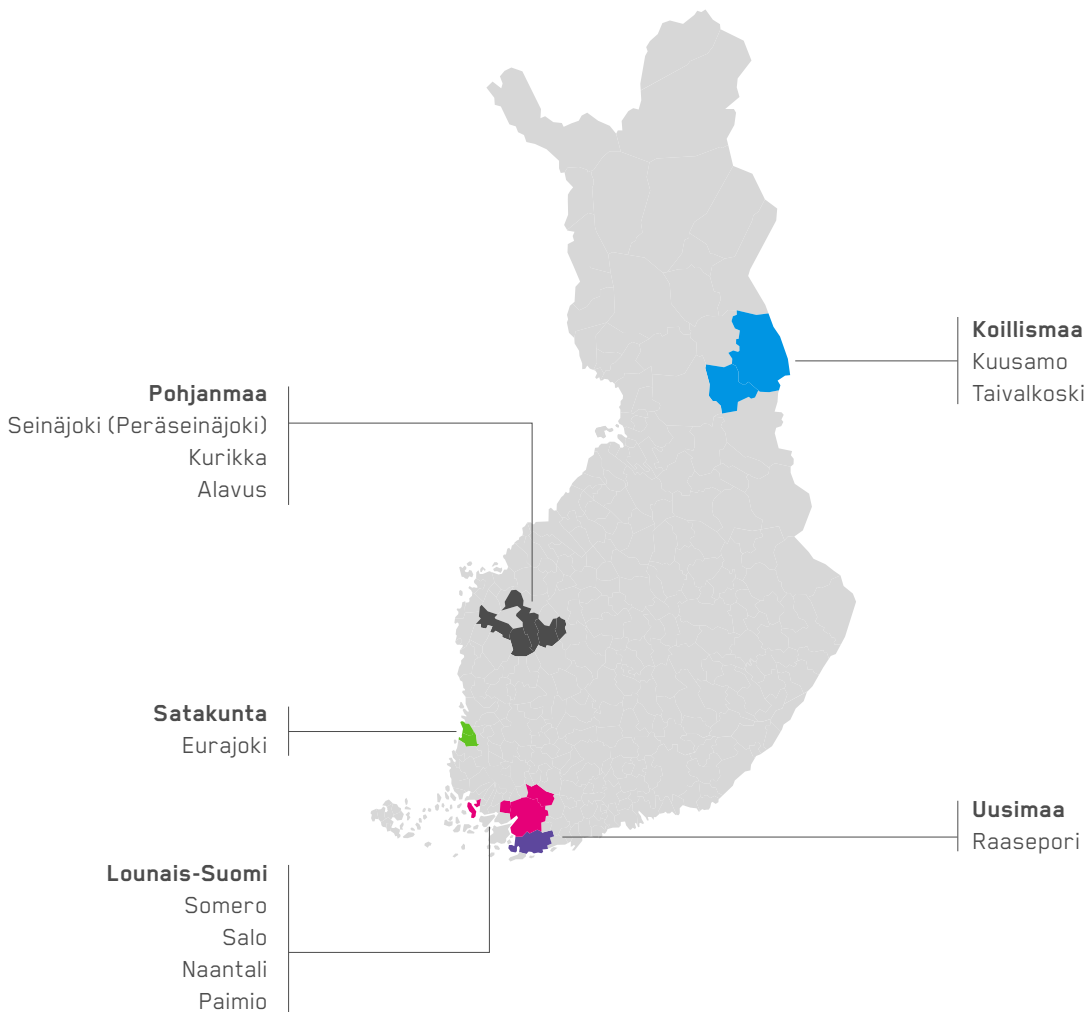 Koillismaa
Kuusamo
Taivalkoski
Pohjanmaa
Seinäjoki (Peräseinäjoki)
Kurikka
Alavus
Satakunta
Eurajoki
Uusimaa
Raasepori
Lounais-Suomi
Somero
Salo
Naantali
Paimio